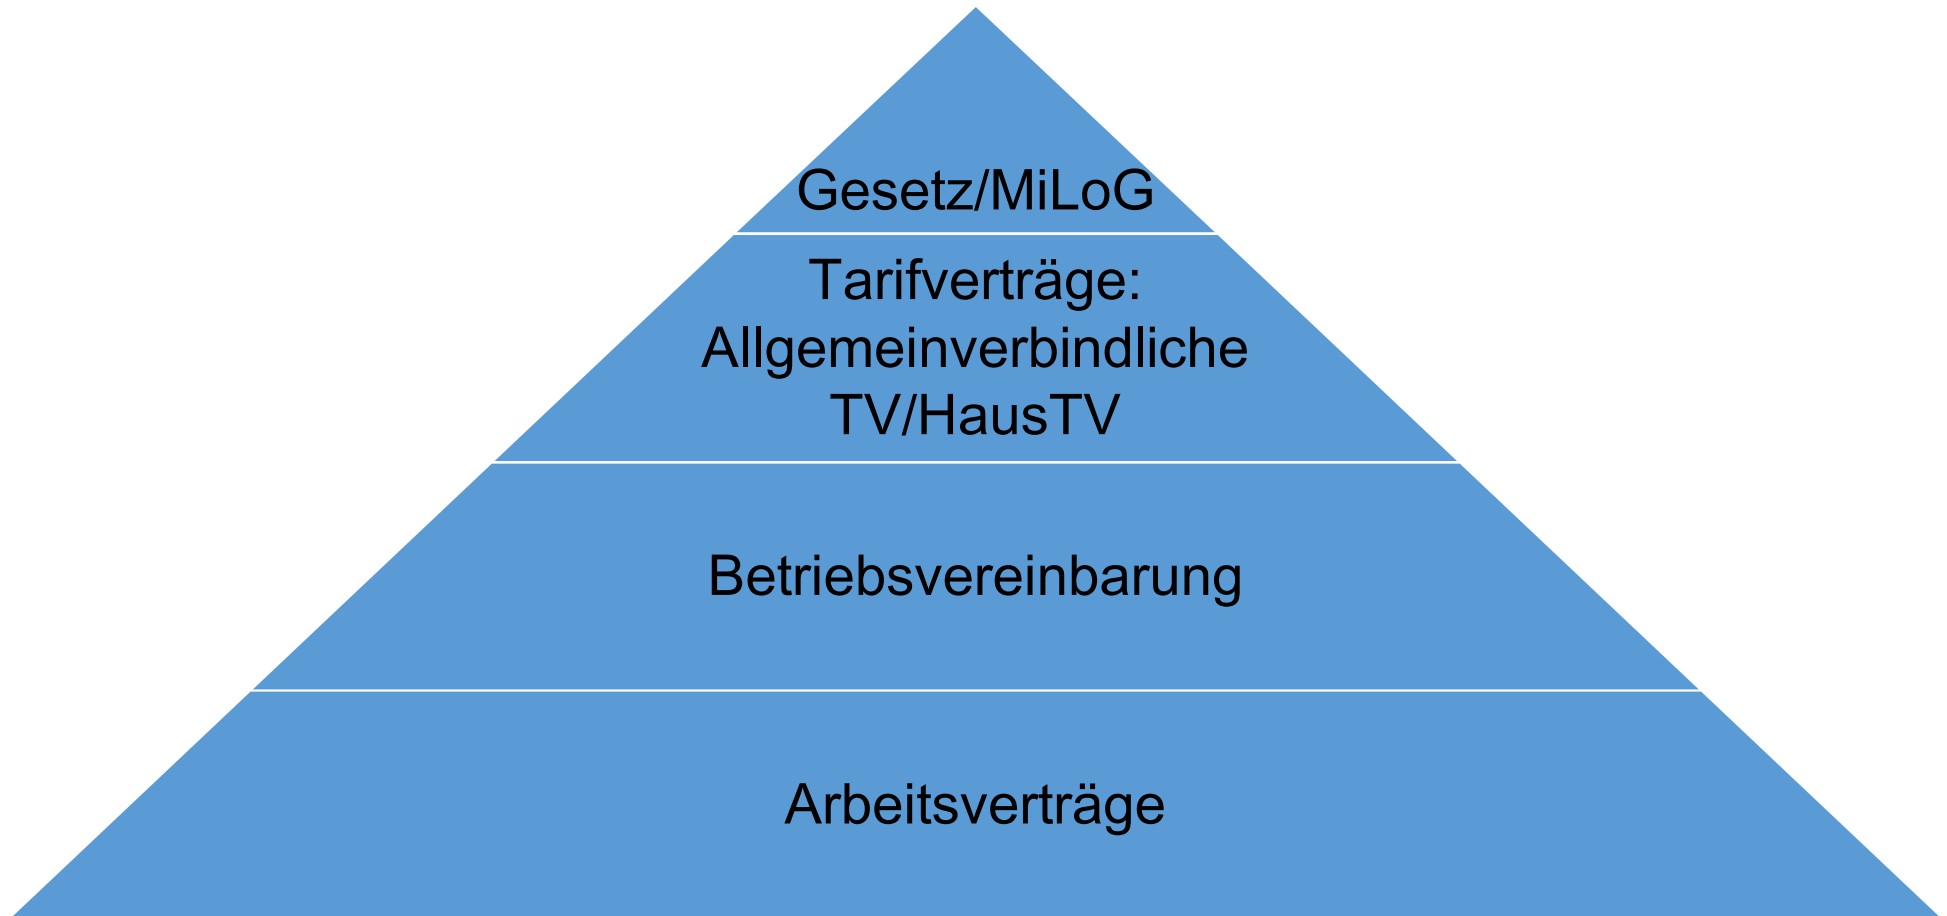 Gesetz/MiLoG
Tarifverträge:
Allgemeinverbindliche
TV/HausTV
Betriebsvereinbarung
Arbeitsverträge